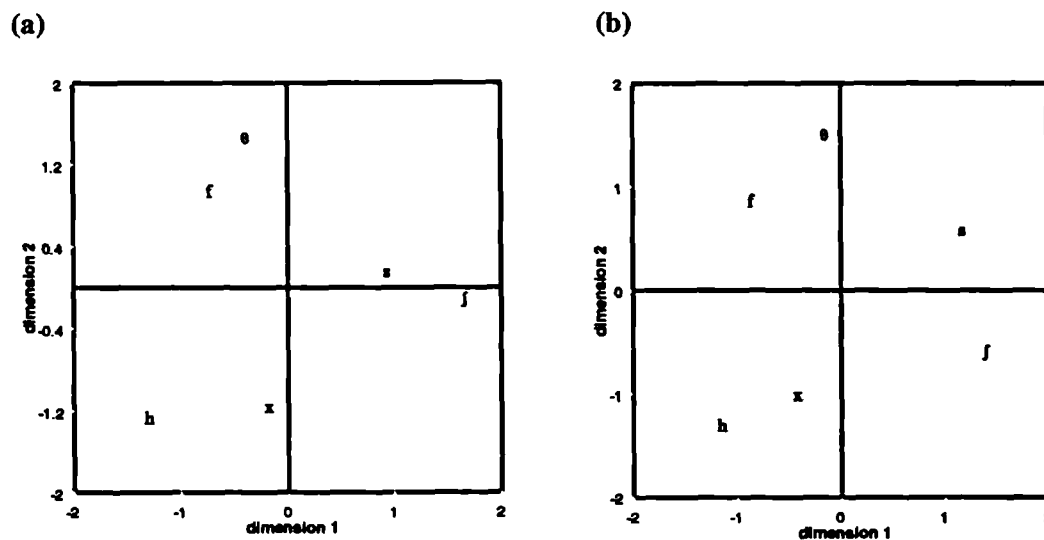 (a)
2
1.2
0.4
-0.4
-1.2
-2
-2
-1
0
1
2
dimension 2
dimension 1
θ
f
s
ʃ
x
h
(b)
2
1
0
-1
-2
-2
-1
0
1
dimension 2
dimension 1
θ
f
s
ʃ
x
h